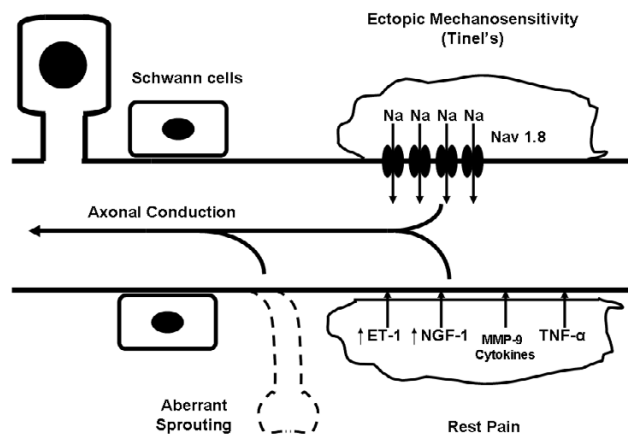 Ectopic Mechanosensitivity
(Tinel's)
Schwann cells
Na Na Na Na
Nav 1.8
Axonal Conduction
↑ET-1 ↑NGF-1 MMP-9 TNF-α
Cytokines
Aberrant
Sprouting
Rest Pain